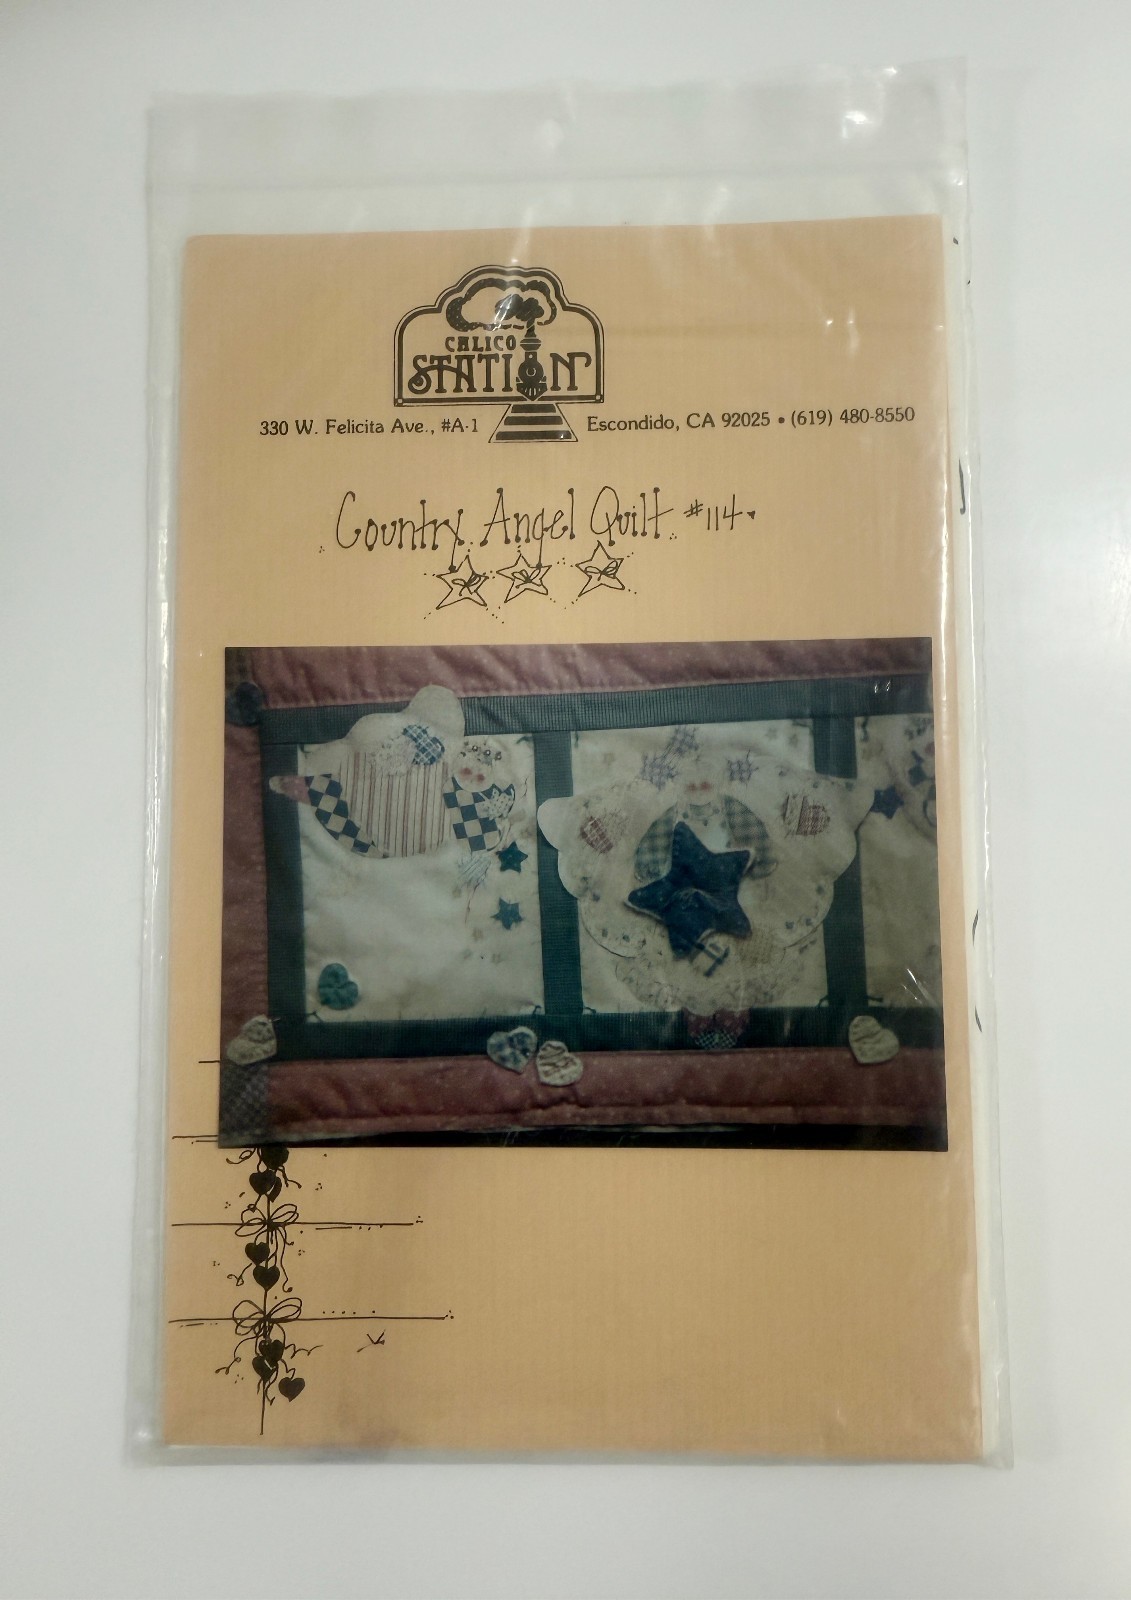 CALICO
STATION
330 W. Felicita Ave., #A-1 Escondido, CA 92025 • (619) 480-8550
Country Angel Quilt #114